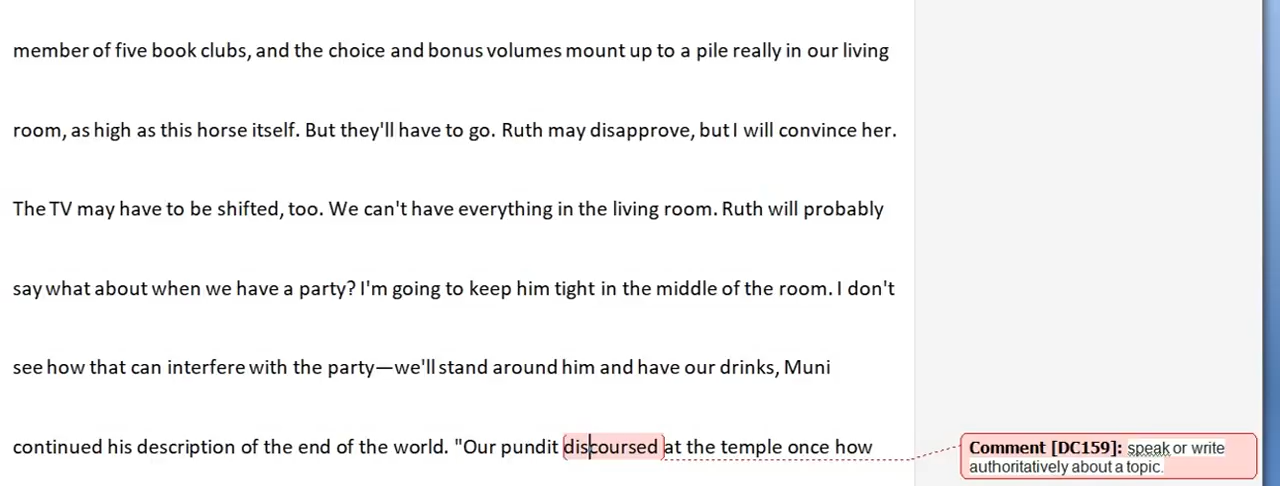 member of five book clubs, and the choice and bonus volumes mount up to a pile really in our living
room, as high as this horse itself. But they'll have to go. Ruth may disapprove, but I will convince her.
The TV may have to be shifted, too. We can't have everything in the living room. Ruth will probably
say what about when we have a party? I'm going to keep him tight in the middle of the room. I don't
see how that can interfere with the party—we'll stand around him and have our drinks, Muni
continued his description of the end of the world. "Our pundit discoursed at the temple once how
Comment [DC159]: speak or write
authoritatively about a topic.